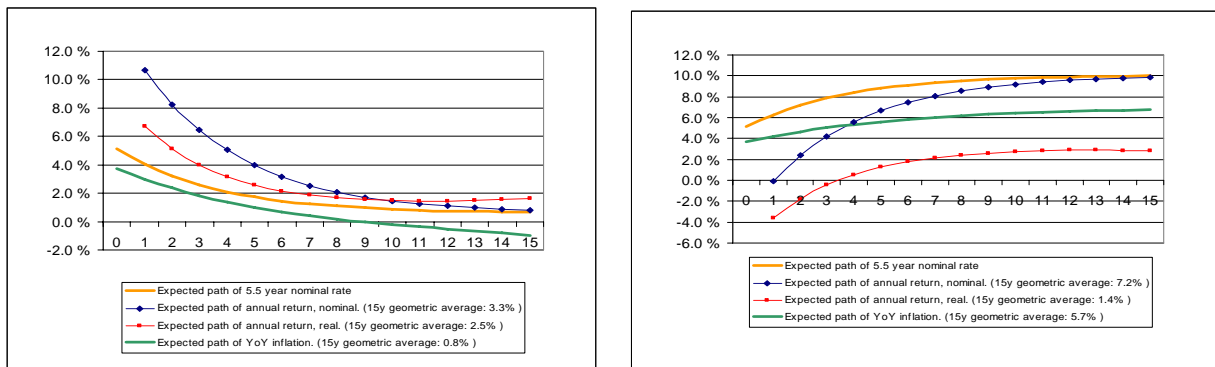 12.0 %
10.0 %
8.0 %
6.0 %
4.0 %
2.0 %
0.0 %
-2.0 %
0 1 2 3 4 5 6 7 8 9 10 11 12 13 14 15
Expected path of 5.5 year nominal rate
Expected path of annual return, nominal. (15y geometric average: 3.3% )
Expected path of annual return, real. (15y geometric average: 2.5% )
Expected path of YoY inflation. (15y geometric average: 0.8% )
12.0 %
10.0 %
8.0 %
6.0 %
4.0 %
2.0 %
0.0 %
-2.0 %
-4.0 %
-6.0 %
0 1 2 3 4 5 6 7 8 9 10 11 12 13 14 15
Expected path of 5.5 year nominal rate
Expected path of annual return, nominal. (15y geometric average: 7.2% )
Expected path of annual return, real. (15y geometric average: 1.4% )
Expected path of YoY inflation. (15y geometric average: 5.7% )